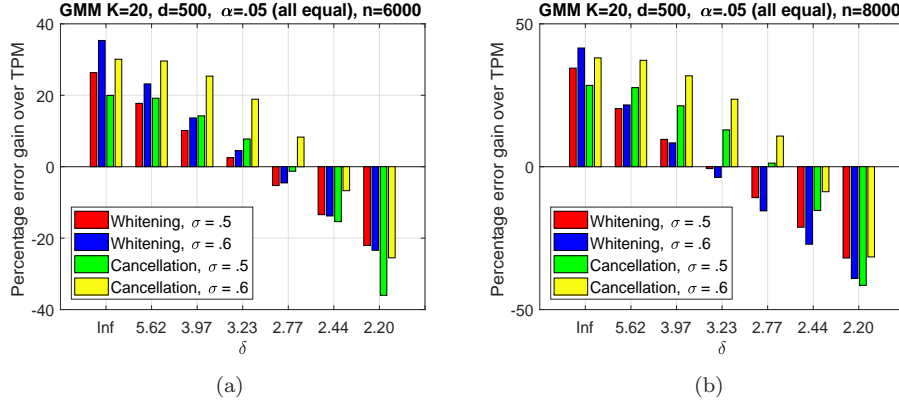 GMM K=20, d=500, α=.05 (all equal), n=6000
Percentage error gain over TPM
40
20
0
-20
-40
Whitening, σ = .5
Whitening, σ = .6
Cancellation, σ = .5
Cancellation, σ = .6
Inf 5.62 3.97 3.23 2.77 2.44 2.20
δ
(a)
GMM K=20, d=500, α=.05 (all equal), n=8000
Percentage error gain over TPM
50
0
-50
Whitening, σ = .5
Whitening, σ = .6
Cancellation, σ = .5
Cancellation, σ = .6
Inf 5.62 3.97 3.23 2.77 2.44 2.20
δ
(b)